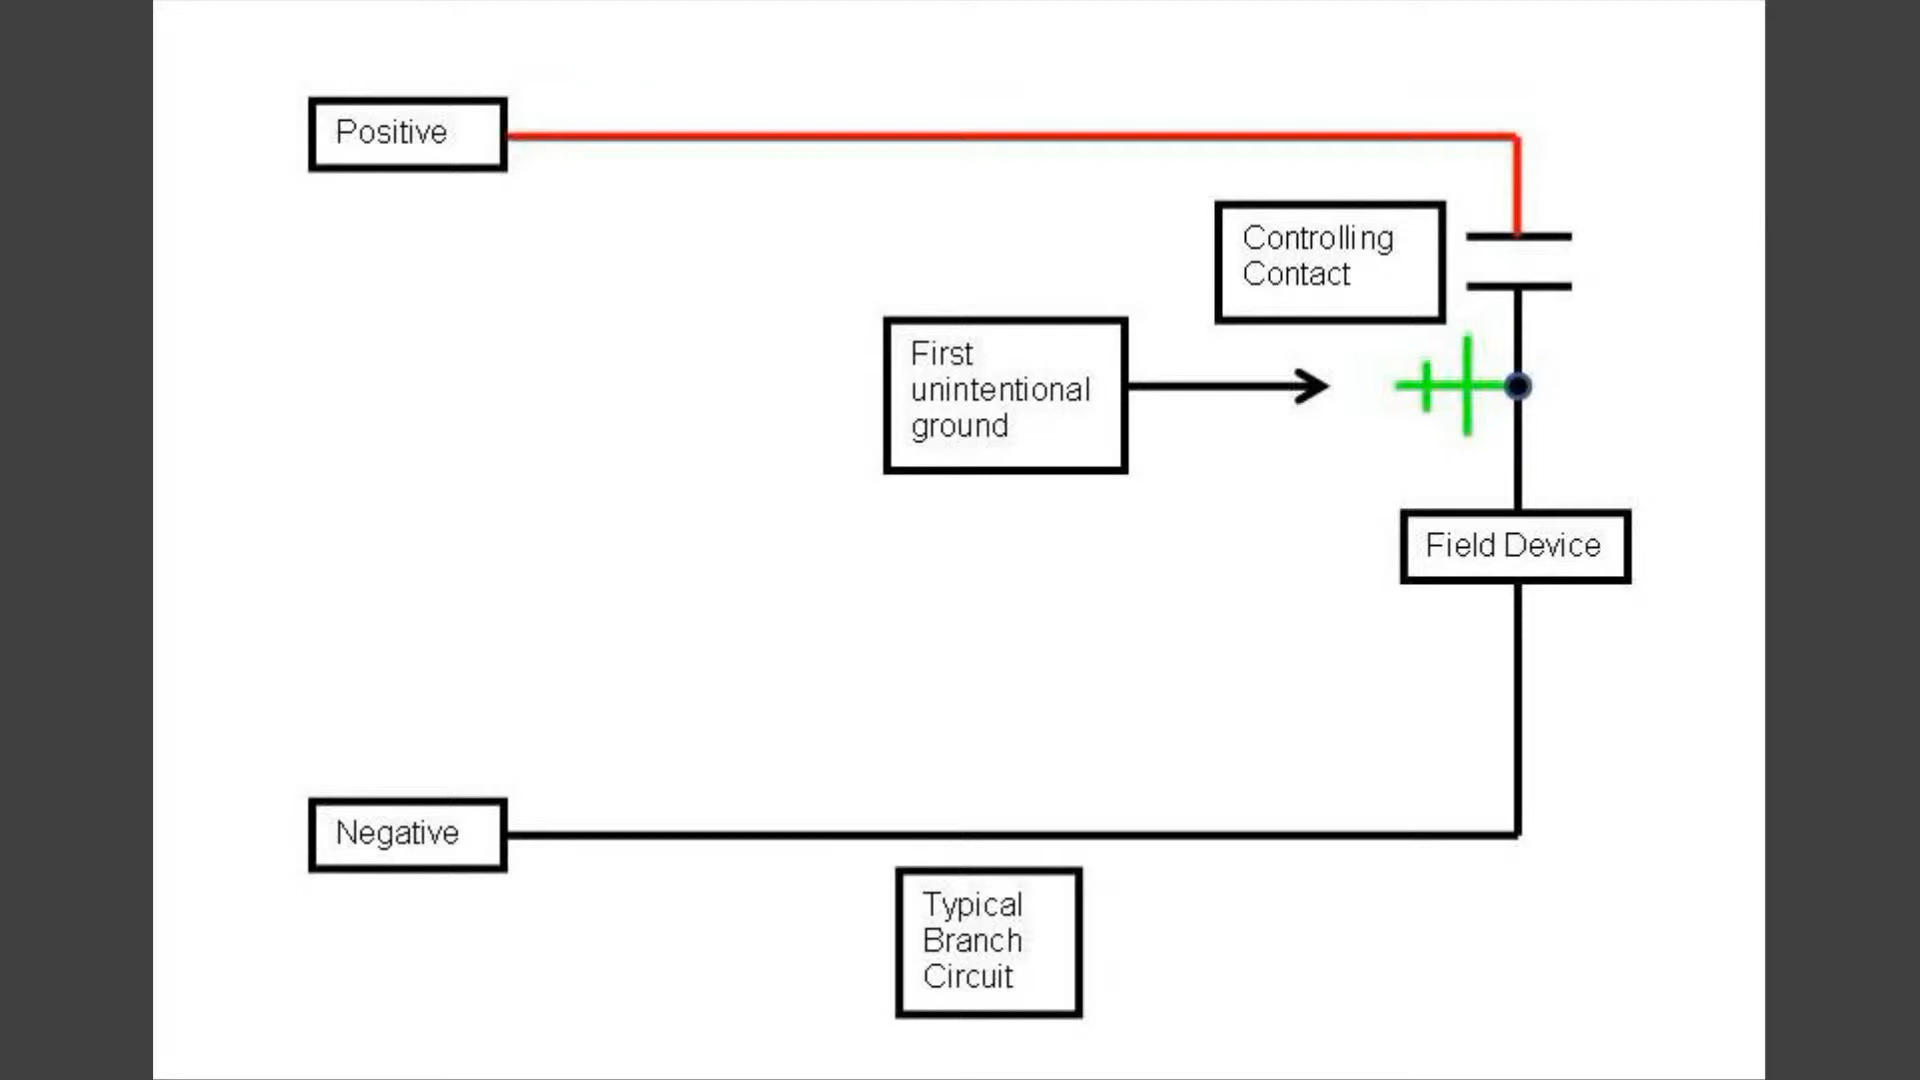 Positive
Controlling
Contact
First
unintentional
ground
Field Device
Negative
Typical
Branch
Circuit